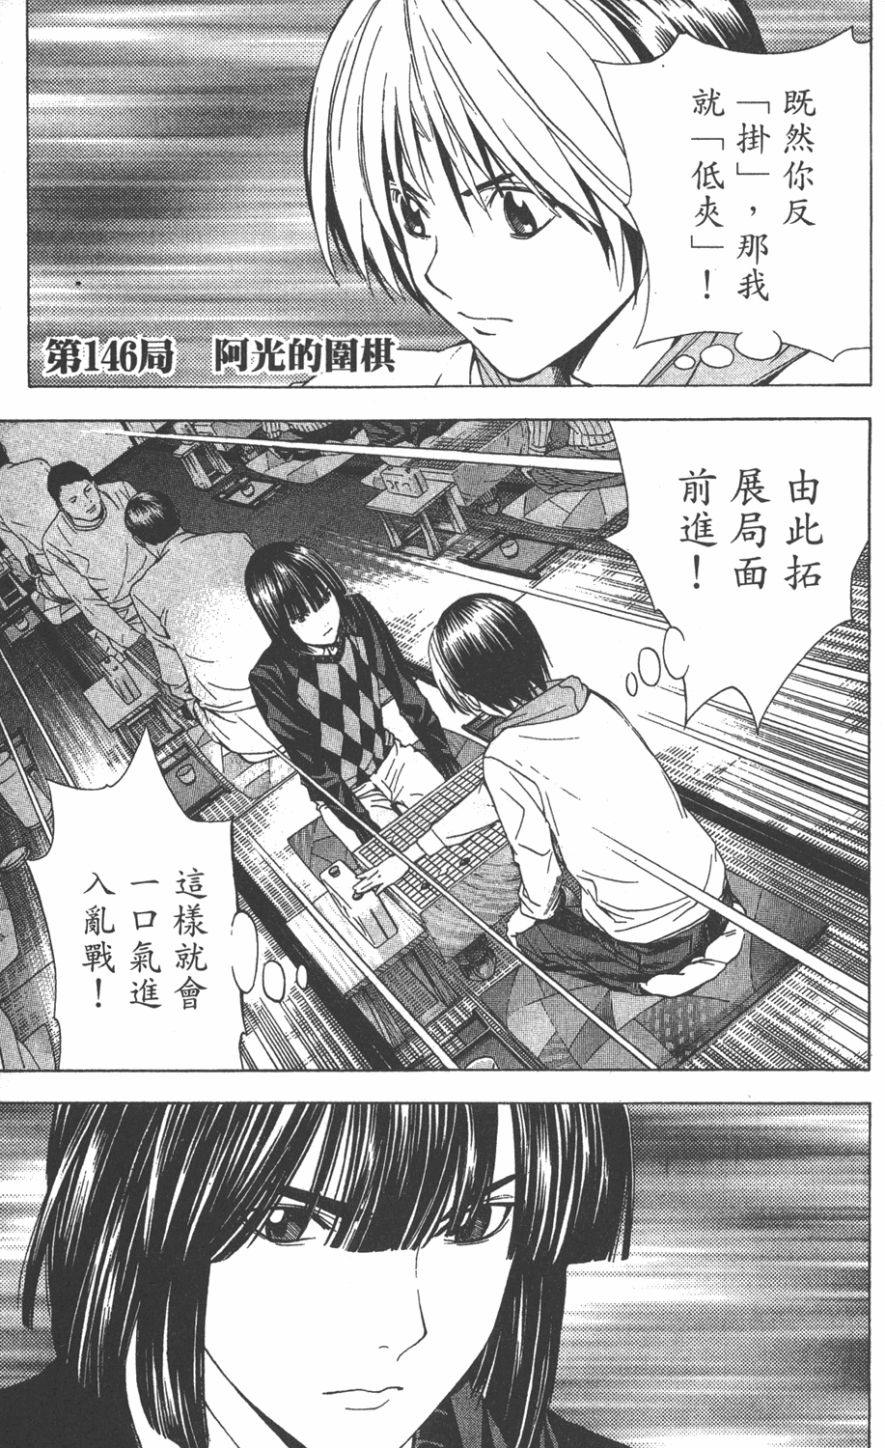 既然你反
「掛」，那我
就「低夾」！
第146局　阿光的圍棋
由此拓
展局面
前進！
這樣就會
一口氣進
入亂戰！